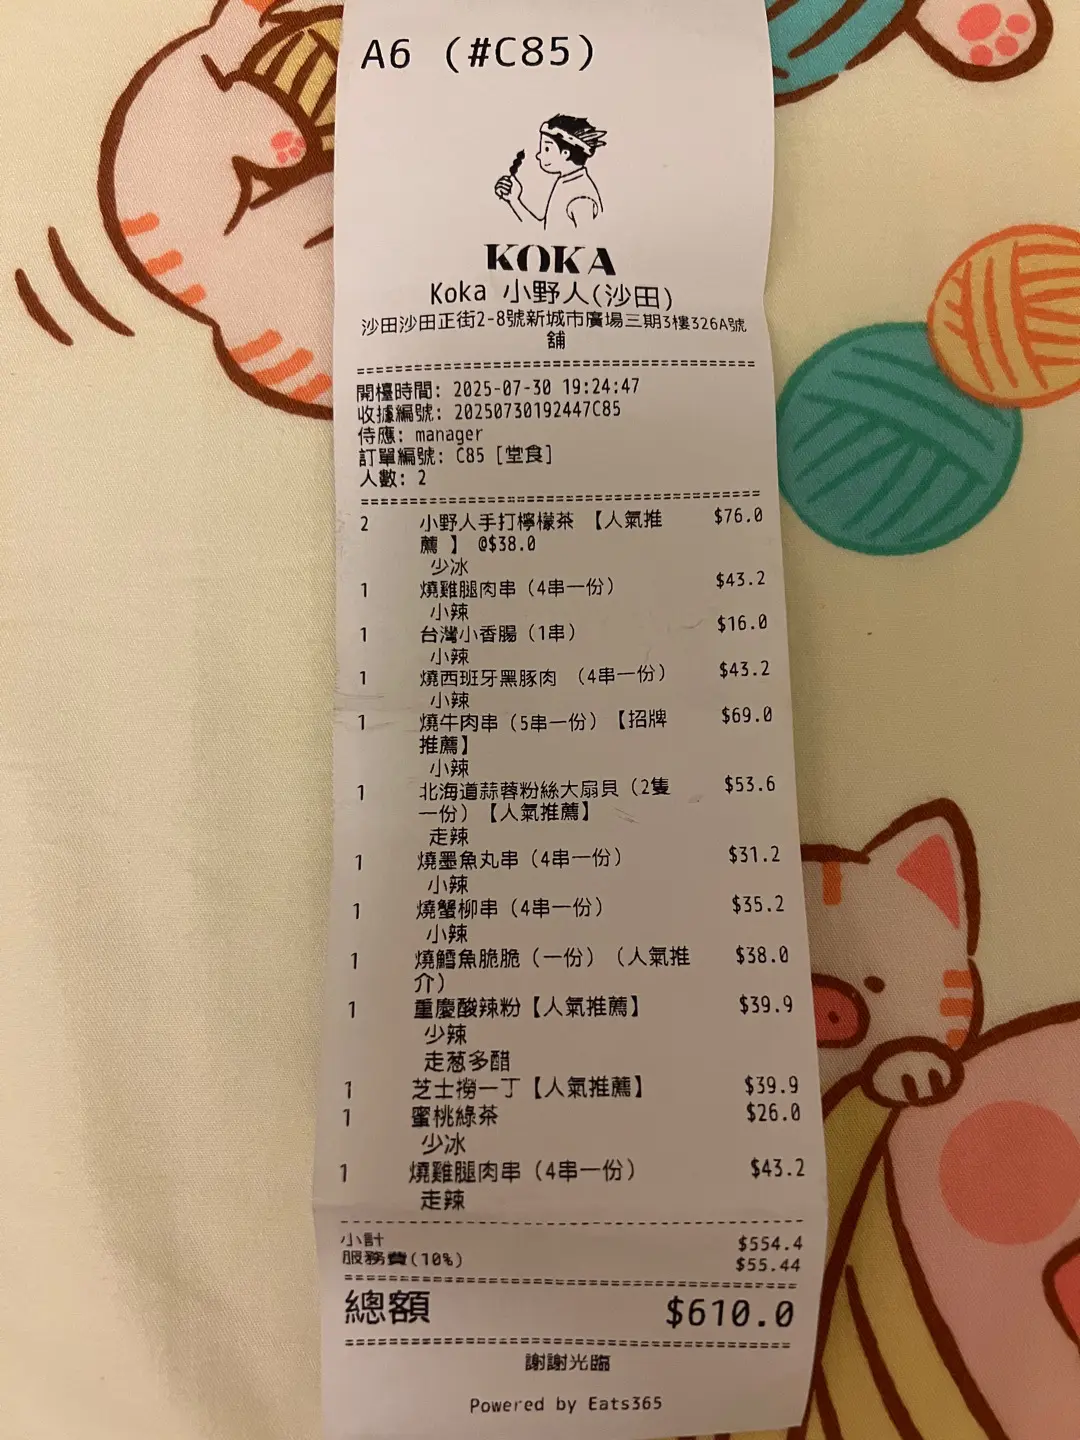 A6 (#C85)
KOKA
Koka 小野人(沙田)
沙田沙田正街2-8號新城市廣場三期3樓326A號
舖
開檯時間: 2025-07-30 19:24:47
收據編號: 20250730192447C85
侍應: manager
訂單編號: C85 [堂食]
人數: 2
2 小野人手打檸檬茶 【人氣推 $76.0
薦 】 @$38.0
少冰
1 燒雞腿肉串（4串一份） $43.2
小辣
1 台灣小香腸（1串） $16.0
小辣
1 燒西班牙黑豚肉 （4串一份） $43.2
小辣
1 燒牛肉串（5串一份）【招牌 $69.0
推薦】
小辣
1 北海道蒜蓉粉絲大扇貝（2隻 $53.6
一份）【人氣推薦】
走辣
1 燒墨魚丸串（4串一份） $31.2
小辣
1 燒蟹柳串（4串一份） $35.2
小辣
1 燒鱈魚脆脆（一份）（人氣推 $38.0
介）
1 重慶酸辣粉【人氣推薦】 $39.9
少辣
走葱多醋
1 芝士撈一丁【人氣推薦】 $39.9
1 蜜桃綠茶 $26.0
少冰
1 燒雞腿肉串（4串一份） $43.2
走辣
小計 $554.4
服務費(10%) $55.44
總額 $610.0
謝謝光臨
Powered by Eats365